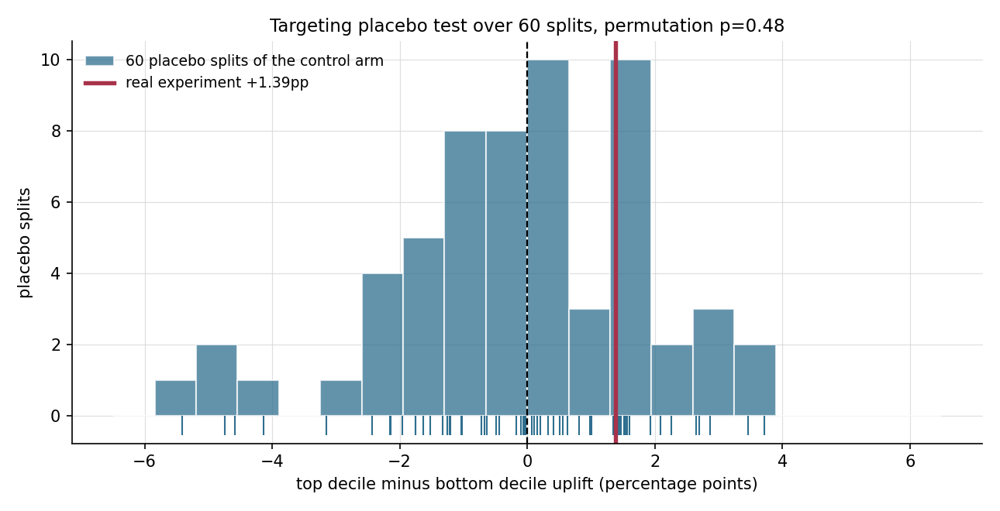 Targeting placebo test over 60 splits, permutation p=0.48
60 placebo splits of the control arm
real experiment +1.39pp
placebo splits
10
8
6
4
2
0
−6
−4
−2
0
2
4
6
top decile minus bottom decile uplift (percentage points)